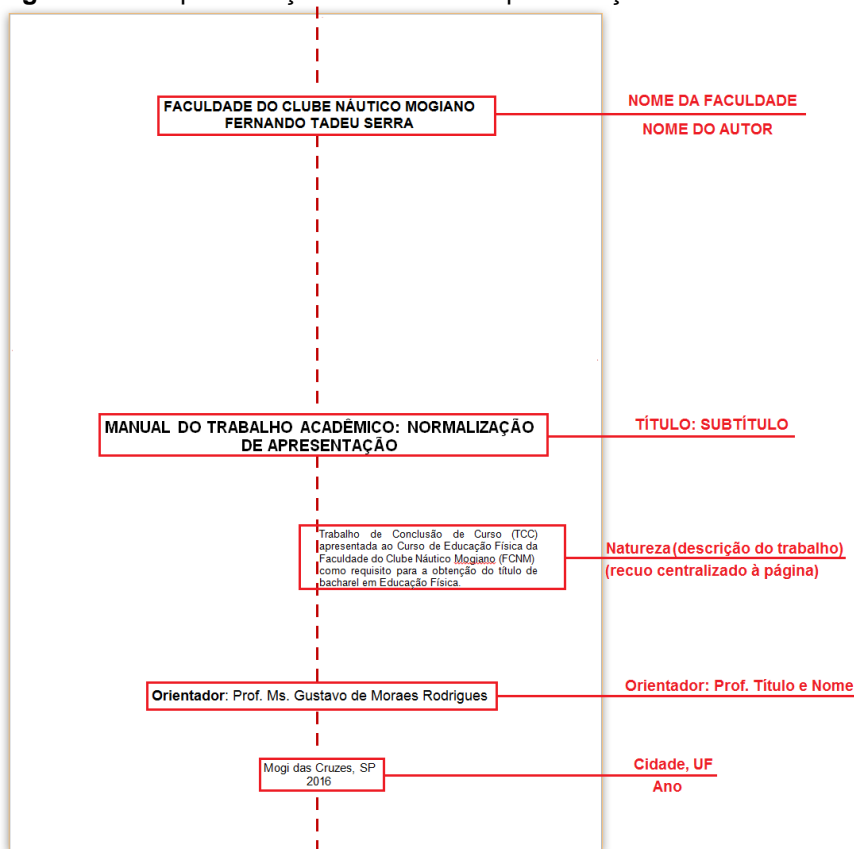 FACULDADE DO CLUBE NÁUTICO MOGIANO
FERNANDO TADEU SERRA
NOME DA FACULDADE
NOME DO AUTOR
MANUAL DO TRABALHO ACADÊMICO: NORMALIZAÇÃO
DE APRESENTAÇÃO
TÍTULO: SUBTÍTULO
Trabalho de Conclusão de Curso (TCC)
apresentada ao Curso de Educação Física da
Faculdade do Clube Náutico Mogiano (FCNM)
como requisito para a obtenção do título de
bacharel em Educação Física.
Natureza (descrição do trabalho)
(recuo centralizado à página)
Orientador: Prof. Ms. Gustavo de Moraes Rodrigues
Orientador: Prof. Titulo e Nome
Mogi das Cruzes, SP
2016
Cidade, UF
Ano